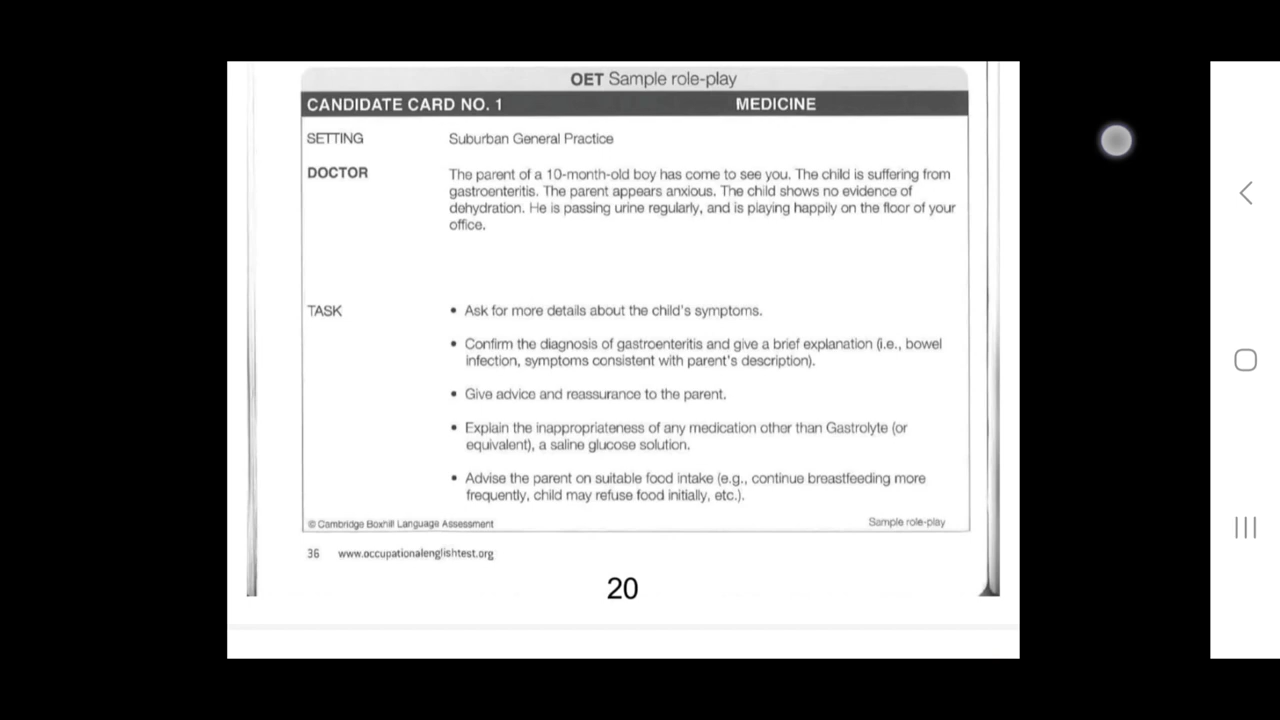 OET Sample role-play
CANDIDATE CARD NO. 1 MEDICINE
SETTING Suburban General Practice
DOCTOR The parent of a 10-month-old boy has come to see you. The child is suffering from
gastroenteritis. The parent appears anxious. The child shows no evidence of
dehydration. He is passing urine regularly, and is playing happily on the floor of your
office.
TASK • Ask for more details about the child's symptoms.
• Confirm the diagnosis of gastroenteritis and give a brief explanation (i.e., bowel
infection, symptoms consistent with parent's description).
• Give advice and reassurance to the parent.
• Explain the inappropriateness of any medication other than Gastrolyte (or
equivalent), a saline glucose solution.
• Advise the parent on suitable food intake (e.g., continue breastfeeding more
frequently, child may refuse food initially, etc.).
© Cambridge Boxhill Language Assessment Sample role-play
36 www.occupationalenglishtest.org
20